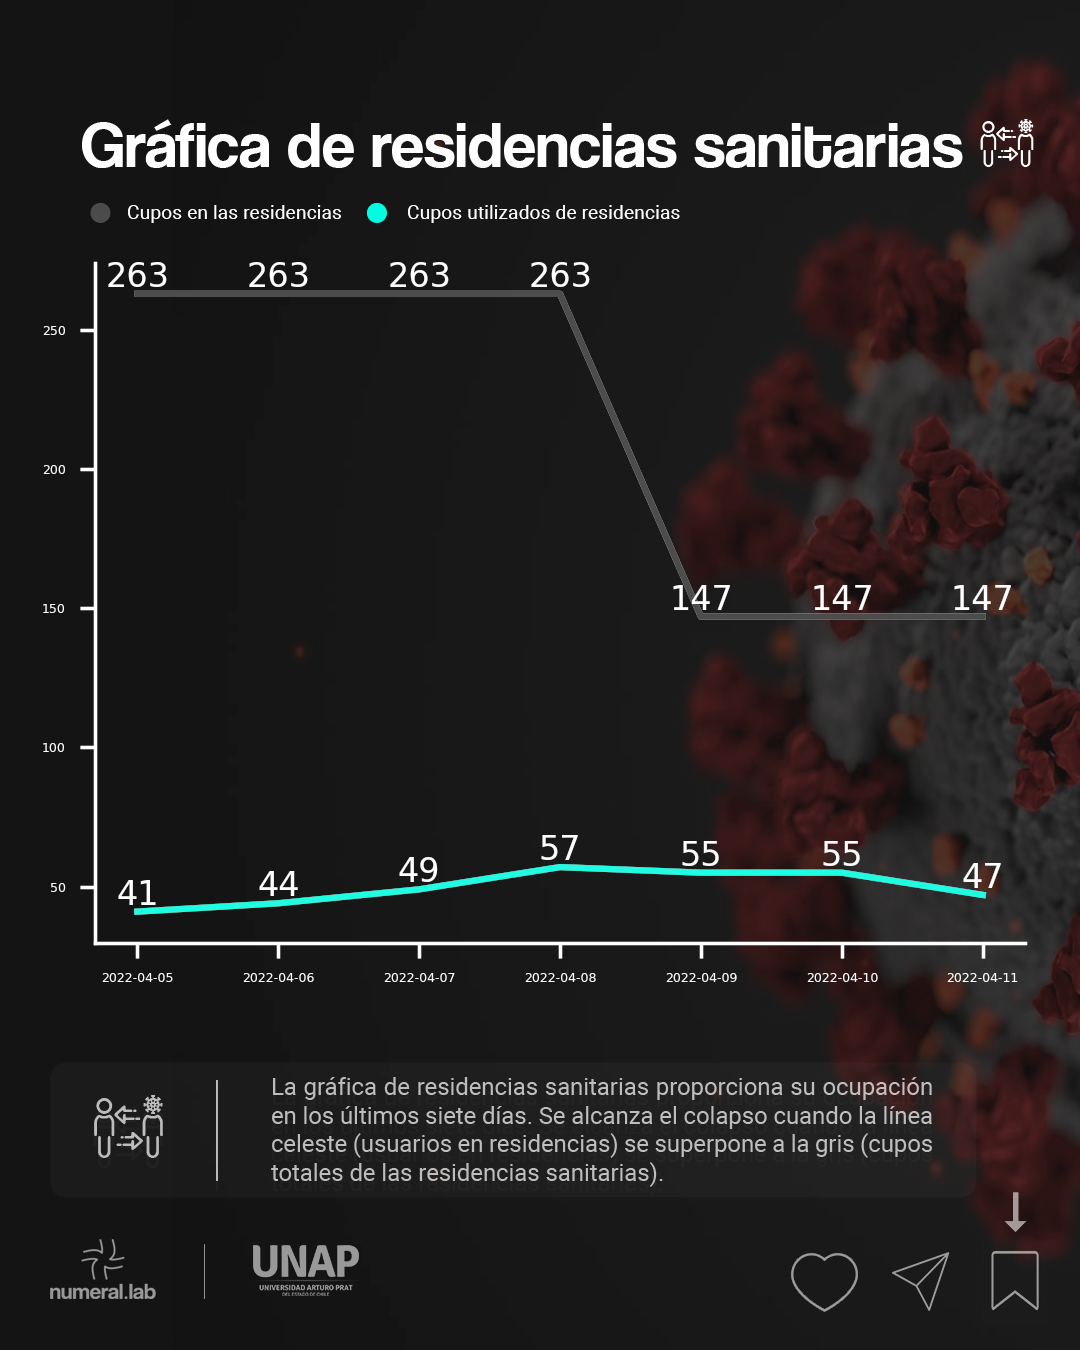 Gráfica de residencias sanitarias
Cupos en las residencias Cupos utilizados de residencias
263 263 263 263
250
200
150
147 147 147
100
50
41 44 49 57 55 55 47
2022-04-05 2022-04-06 2022-04-07 2022-04-08 2022-04-09 2022-04-10 2022-04-11
La gráfica de residencias sanitarias proporciona su ocupación
en los últimos siete días. Se alcanza el colapso cuando la línea
celeste (usuarios en residencias) se superpone a la gris (cupos
totales de las residencias sanitarias).
numeral.lab
UNAP
UNIVERSIDAD ARTURO PRAT
DEL ESTADO DE CHILE